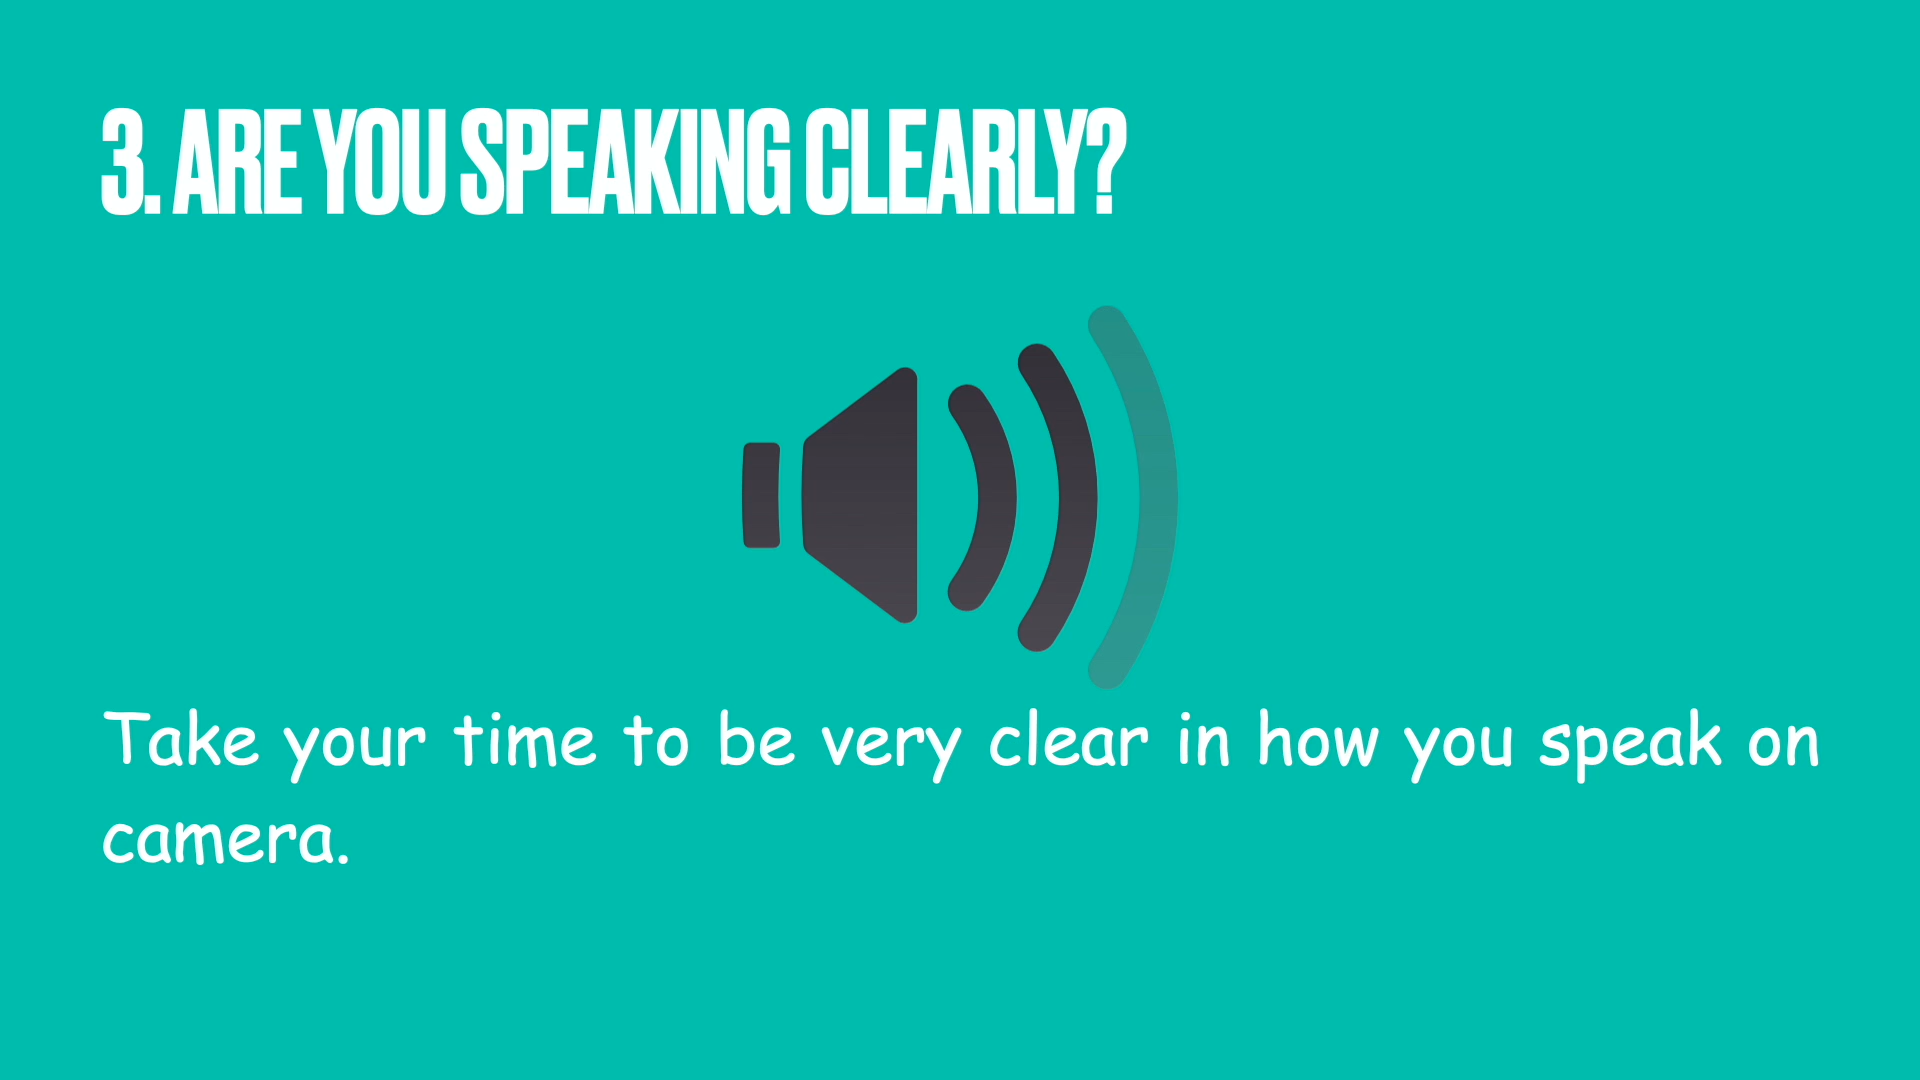 3. ARE YOU SPEAKING CLEARLY?
Take your time to be very clear in how you speak on
camera.